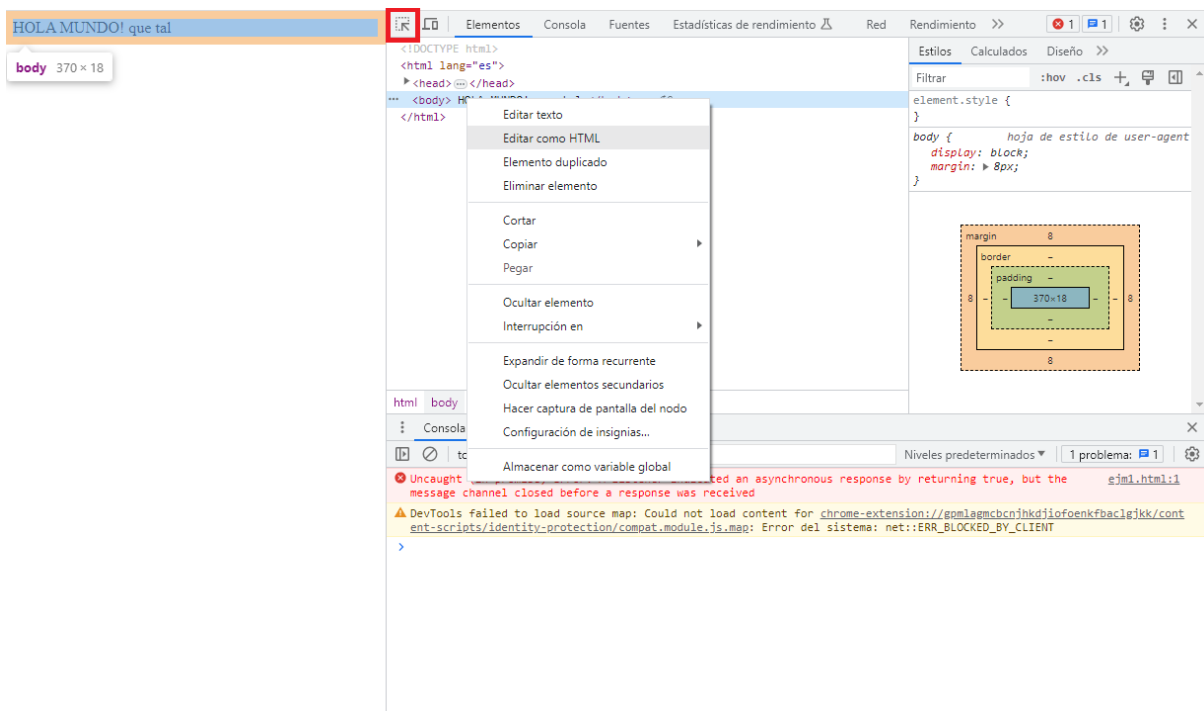 HOLA MUNDO! que tal
body 370 × 18
Elementos Consola Fuentes Estadísticas de rendimiento Red Rendimiento >> 1 1
<!DOCTYPE html>
<html lang="es">
<head> … </head>
<body>
</html>
Editar texto
Editar como HTML
Elemento duplicado
Eliminar elemento
Cortar
Copiar
Pegar
Ocultar elemento
Interrupción en
Expandir de forma recurrente
Ocultar elementos secundarios
Hacer captura de pantalla del nodo
Configuración de insignias...
Almacenar como variable global
Estilos Calculados Diseño >>
Filtrar :hov .cls
element.style {
}
body { hoja de estilo de user-agent
display: block;
margin: 8px;
}
margin 8
border –
padding –
8 – – 370×18 – – 8
–
–
8
html body
Consola
Niveles predeterminados 1 problema: 1
Uncaught an asynchronous response by returning true, but the ejm1.html:1
message channel closed before a response was received
DevTools failed to load source map: Could not load content for chrome-extension://gpmlagmcbcnjhkdjiofoenkfbaclgjkk/cont
ent-scripts/identity-protection/compat.module.js.map: Error del sistema: net::ERR_BLOCKED_BY_CLIENT